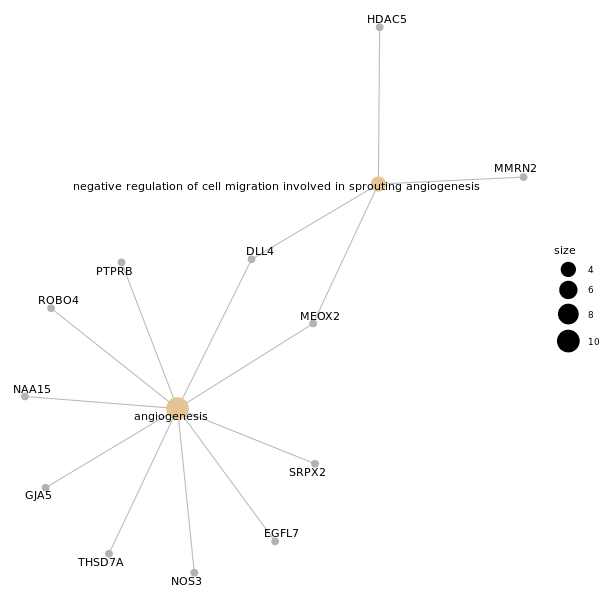 HDAC5
MMRN2
negative regulation of cell migration involved in sprouting angiogenesis
DLL4
size
PTPRB
4
6
ROBO4
8
MEOX2
10
NAA15
angiogenesis
SRPX2
GJA5
EGFL7
THSD7A
NOS3